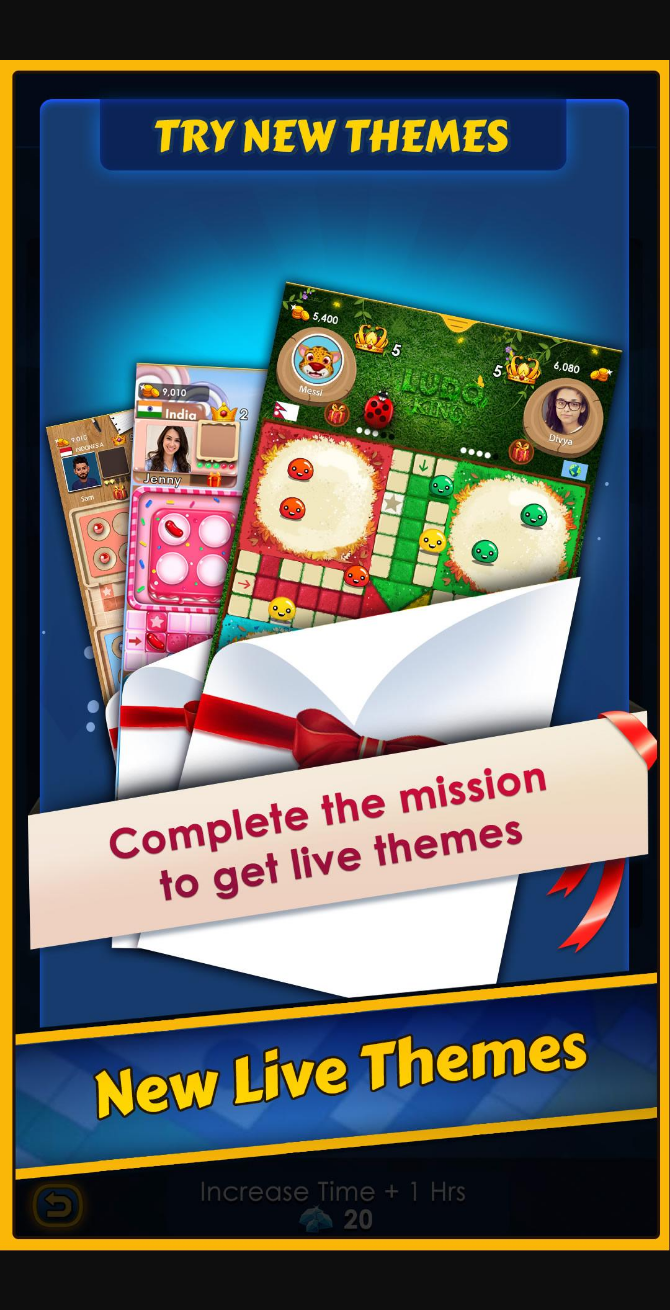 TRY NEW THEMES
5,400
5
5
6,080
LUDO
KING
Messi
Divya
9,010
India
2
Jenny
9,010
INDONESIA
Sam
Complete the mission
to get live themes
New Live Themes
Increase Time + 1 Hrs
20